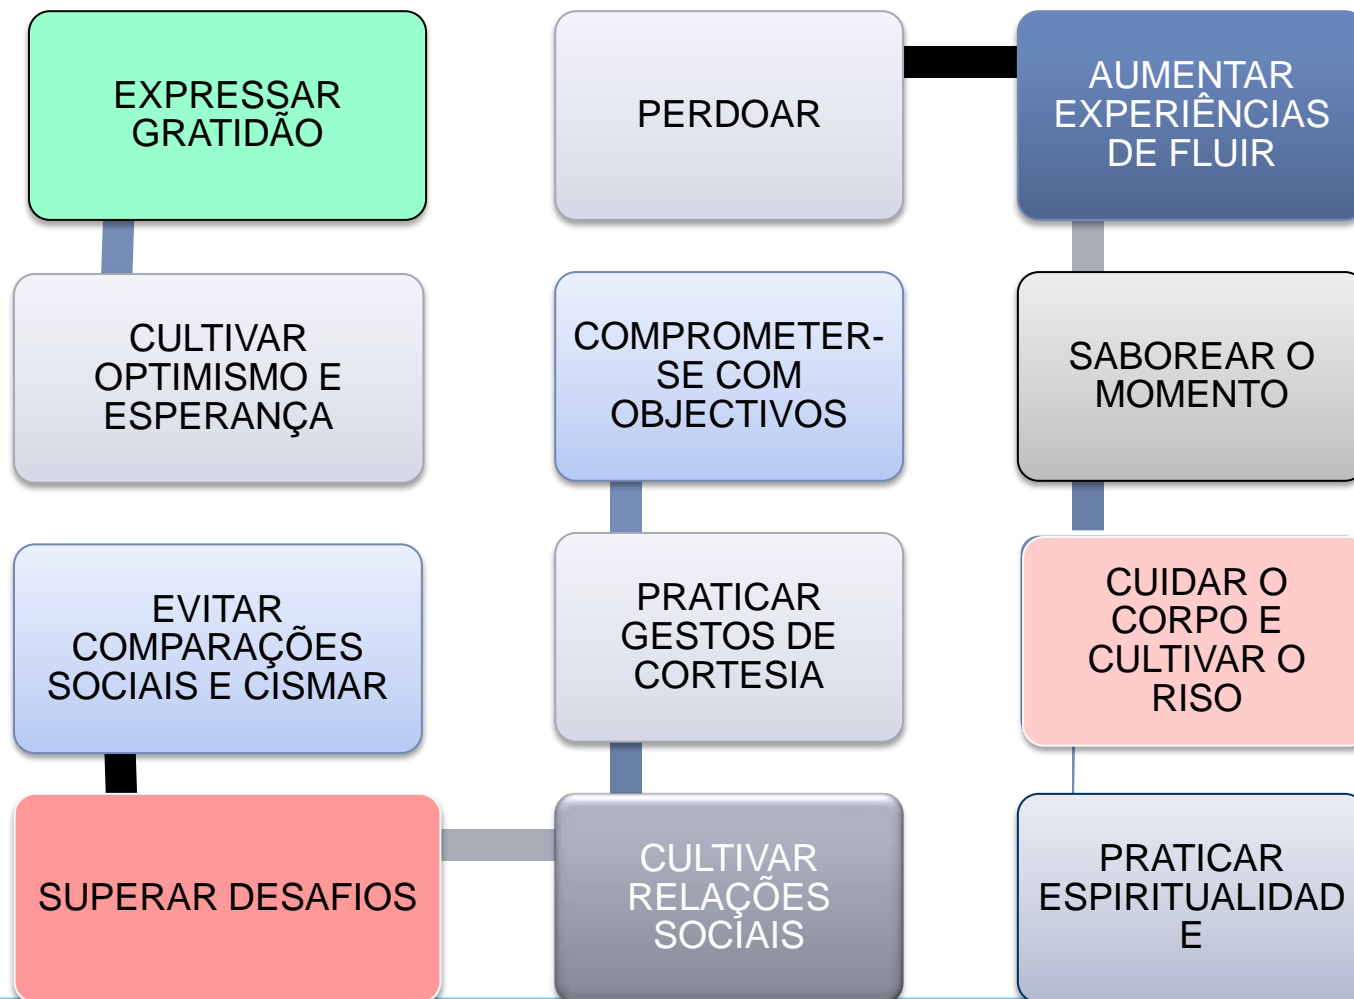 EXPRESSAR
GRATIDÃO
CULTIVAR
OPTIMISMO E
ESPERANÇA
EVITAR
COMPARAÇÕES
SOCIAIS E CISMAR
SUPERAR DESAFIOS
CULTIVAR
RELAÇÕES
SOCIAIS
PRATICAR
GESTOS DE
CORTESIA
COMPROMETER-
SE COM
OBJECTIVOS
PERDOAR
AUMENTAR
EXPERIÊNCIAS
DE FLUIR
SABOREAR O
MOMENTO
CUIDAR O
CORPO E
CULTIVAR O
RISO
PRATICAR
ESPIRITUALIDAD
E